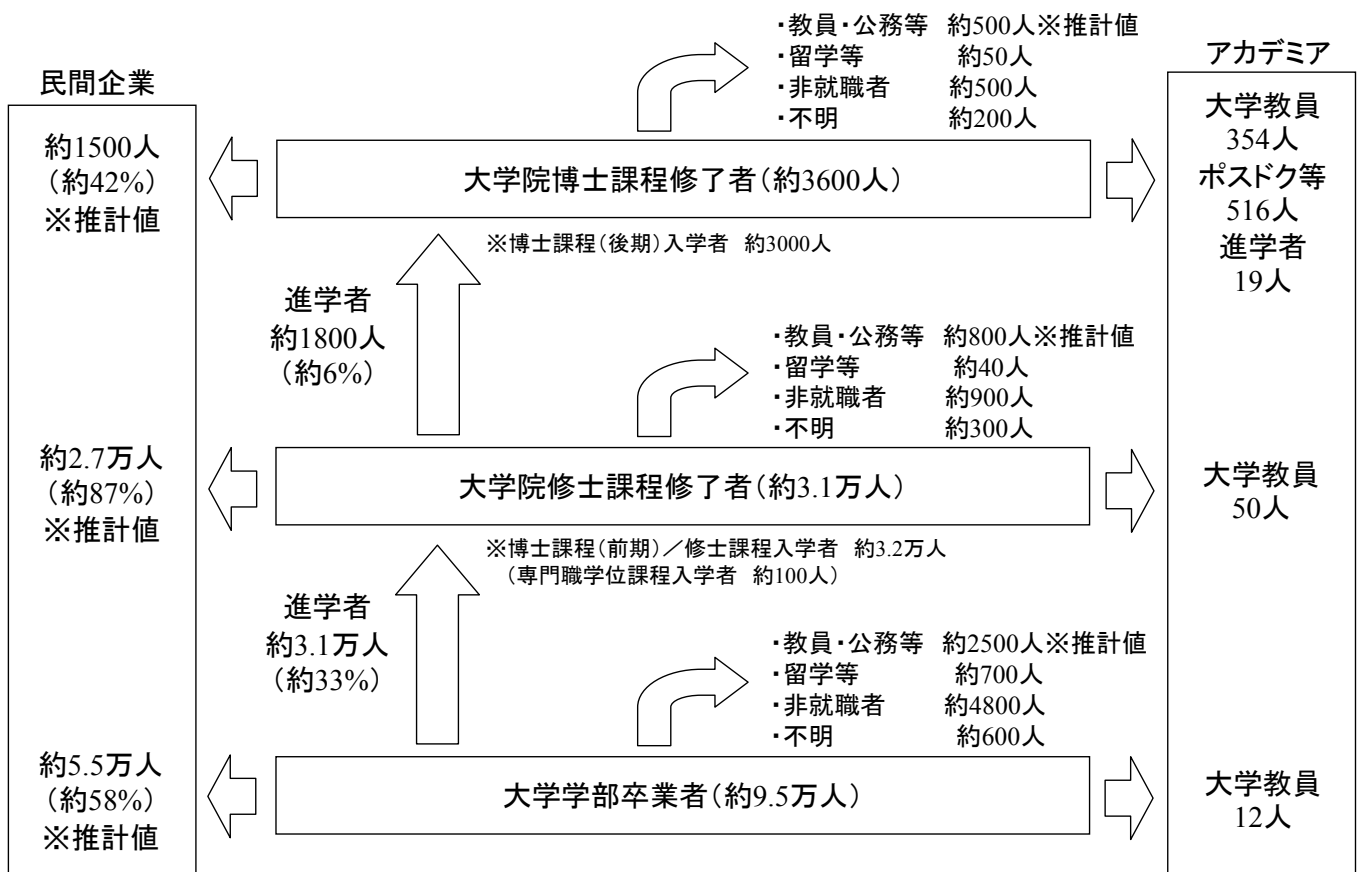 ・教員・公務等 約500人※推計値
・留学等 約50人
・非就職者 約500人
・不明 約200人
民間企業
アカデミア
約1500人
（約42%）
※推計値
大学院博士課程修了者（約3600人）
大学教員
354人
ポスドク等
516人
進学者
19人
※博士課程（後期）入学者 約3000人
進学者
約1800人
（約6%）
・教員・公務等 約800人※推計値
・留学等 約40人
・非就職者 約900人
・不明 約300人
約2.7万人
（約87%）
※推計値
大学院修士課程修了者（約3.1万人）
大学教員
50人
※博士課程（前期）／修士課程入学者 約3.2万人
（専門職学位課程入学者 約100人）
進学者
約3.1万人
（約33%）
・教員・公務等 約2500人※推計値
・留学等 約700人
・非就職者 約4800人
・不明 約600人
約5.5万人
（約58%）
※推計値
大学学部卒業者（約9.5万人）
大学教員
12人